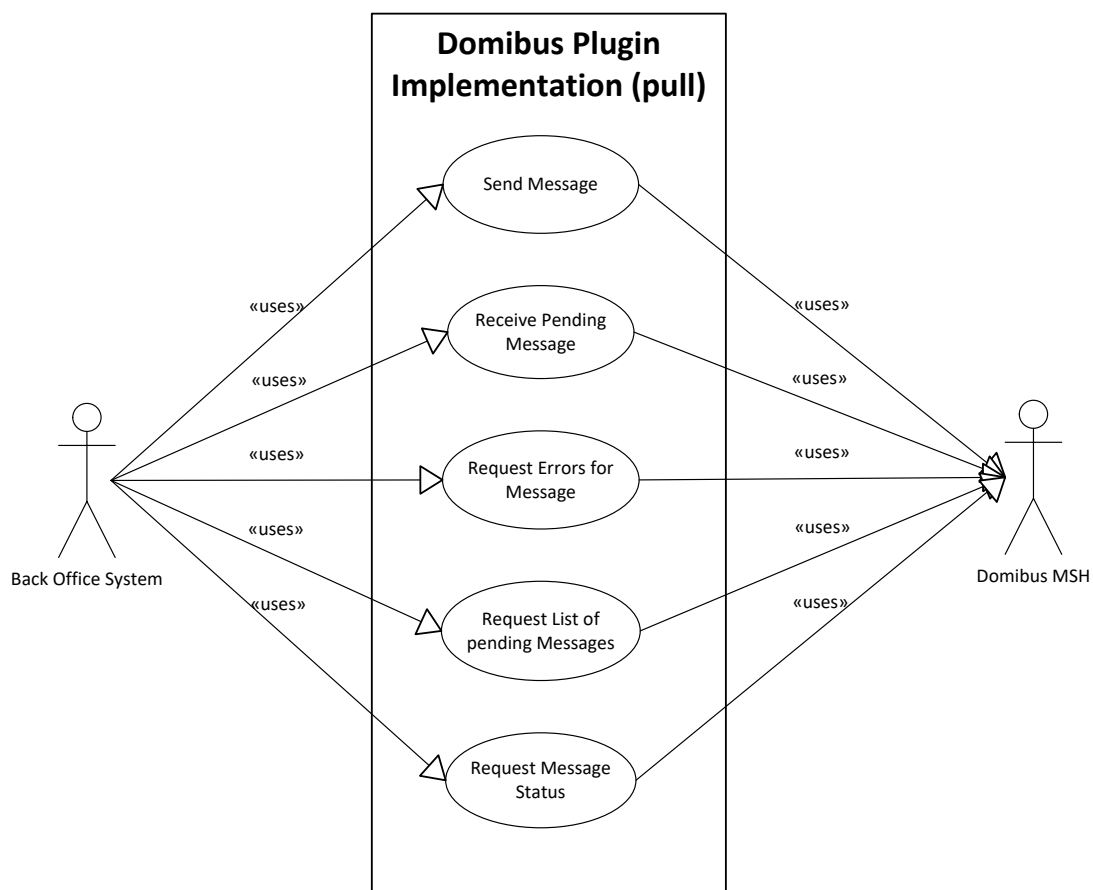 Domibus Plugin
Implementation (pull)
Send Message
«uses»
«uses»
Receive Pending
Message
«uses»
«uses»
Request Errors for
Message
«uses»
«uses»
Back Office System
Domibus MSH
«uses»
«uses»
Request List of
pending Messages
«uses»
«uses»
Request Message
Status